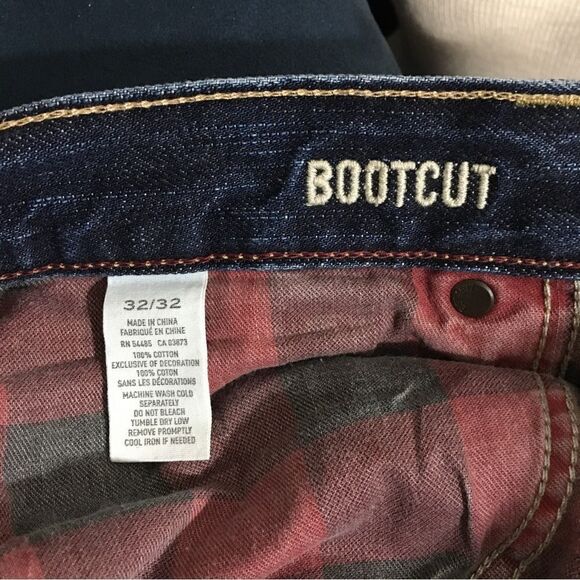 BOOTCUT
32/32
MADE IN CHINA
FABRIQUÉ EN CHINE
RN 54485 CA 03673
100% COTTON
EXCLUSIVE OF DECORATION
100% COTON
SANS LES DÉCORATIONS
MACHINE WASH COLD
SEPARATELY
DO NOT BLEACH
TUMBLE DRY LOW
REMOVE PROMPTLY
COOL IRON IF NEEDED